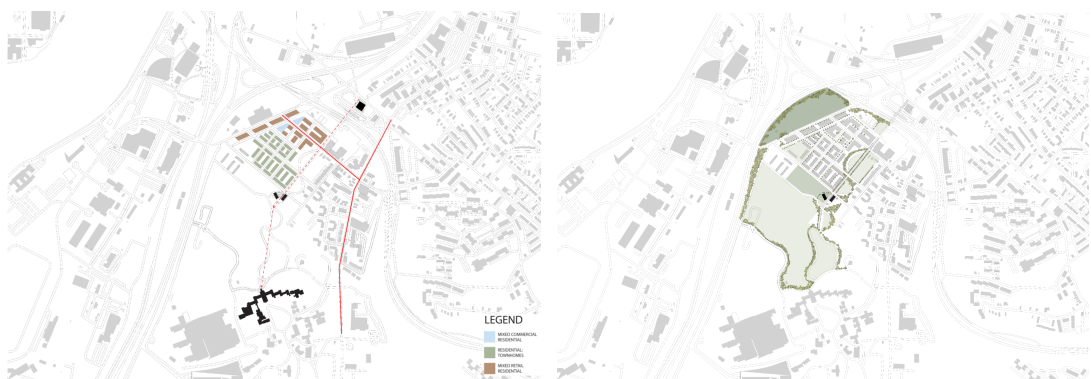 LEGEND
MIXED COMMERCIAL
RESIDENTIAL
RESIDENTIAL:
TOWNHOMES
MIXED RETAIL
RESIDENTIAL